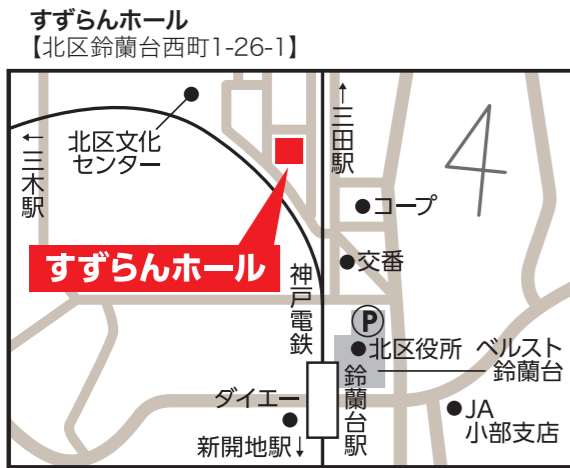 すずらんホール
【北区鈴蘭台西町1-26-1】
北区文化
センター
←三木駅
↑三田駅
4
コープ
すずらんホール
交番
神戸電鉄
P
北区役所
ベルスト
鈴蘭台
鈴蘭台駅
ダイエー
新開地駅↓
JA
小部支店